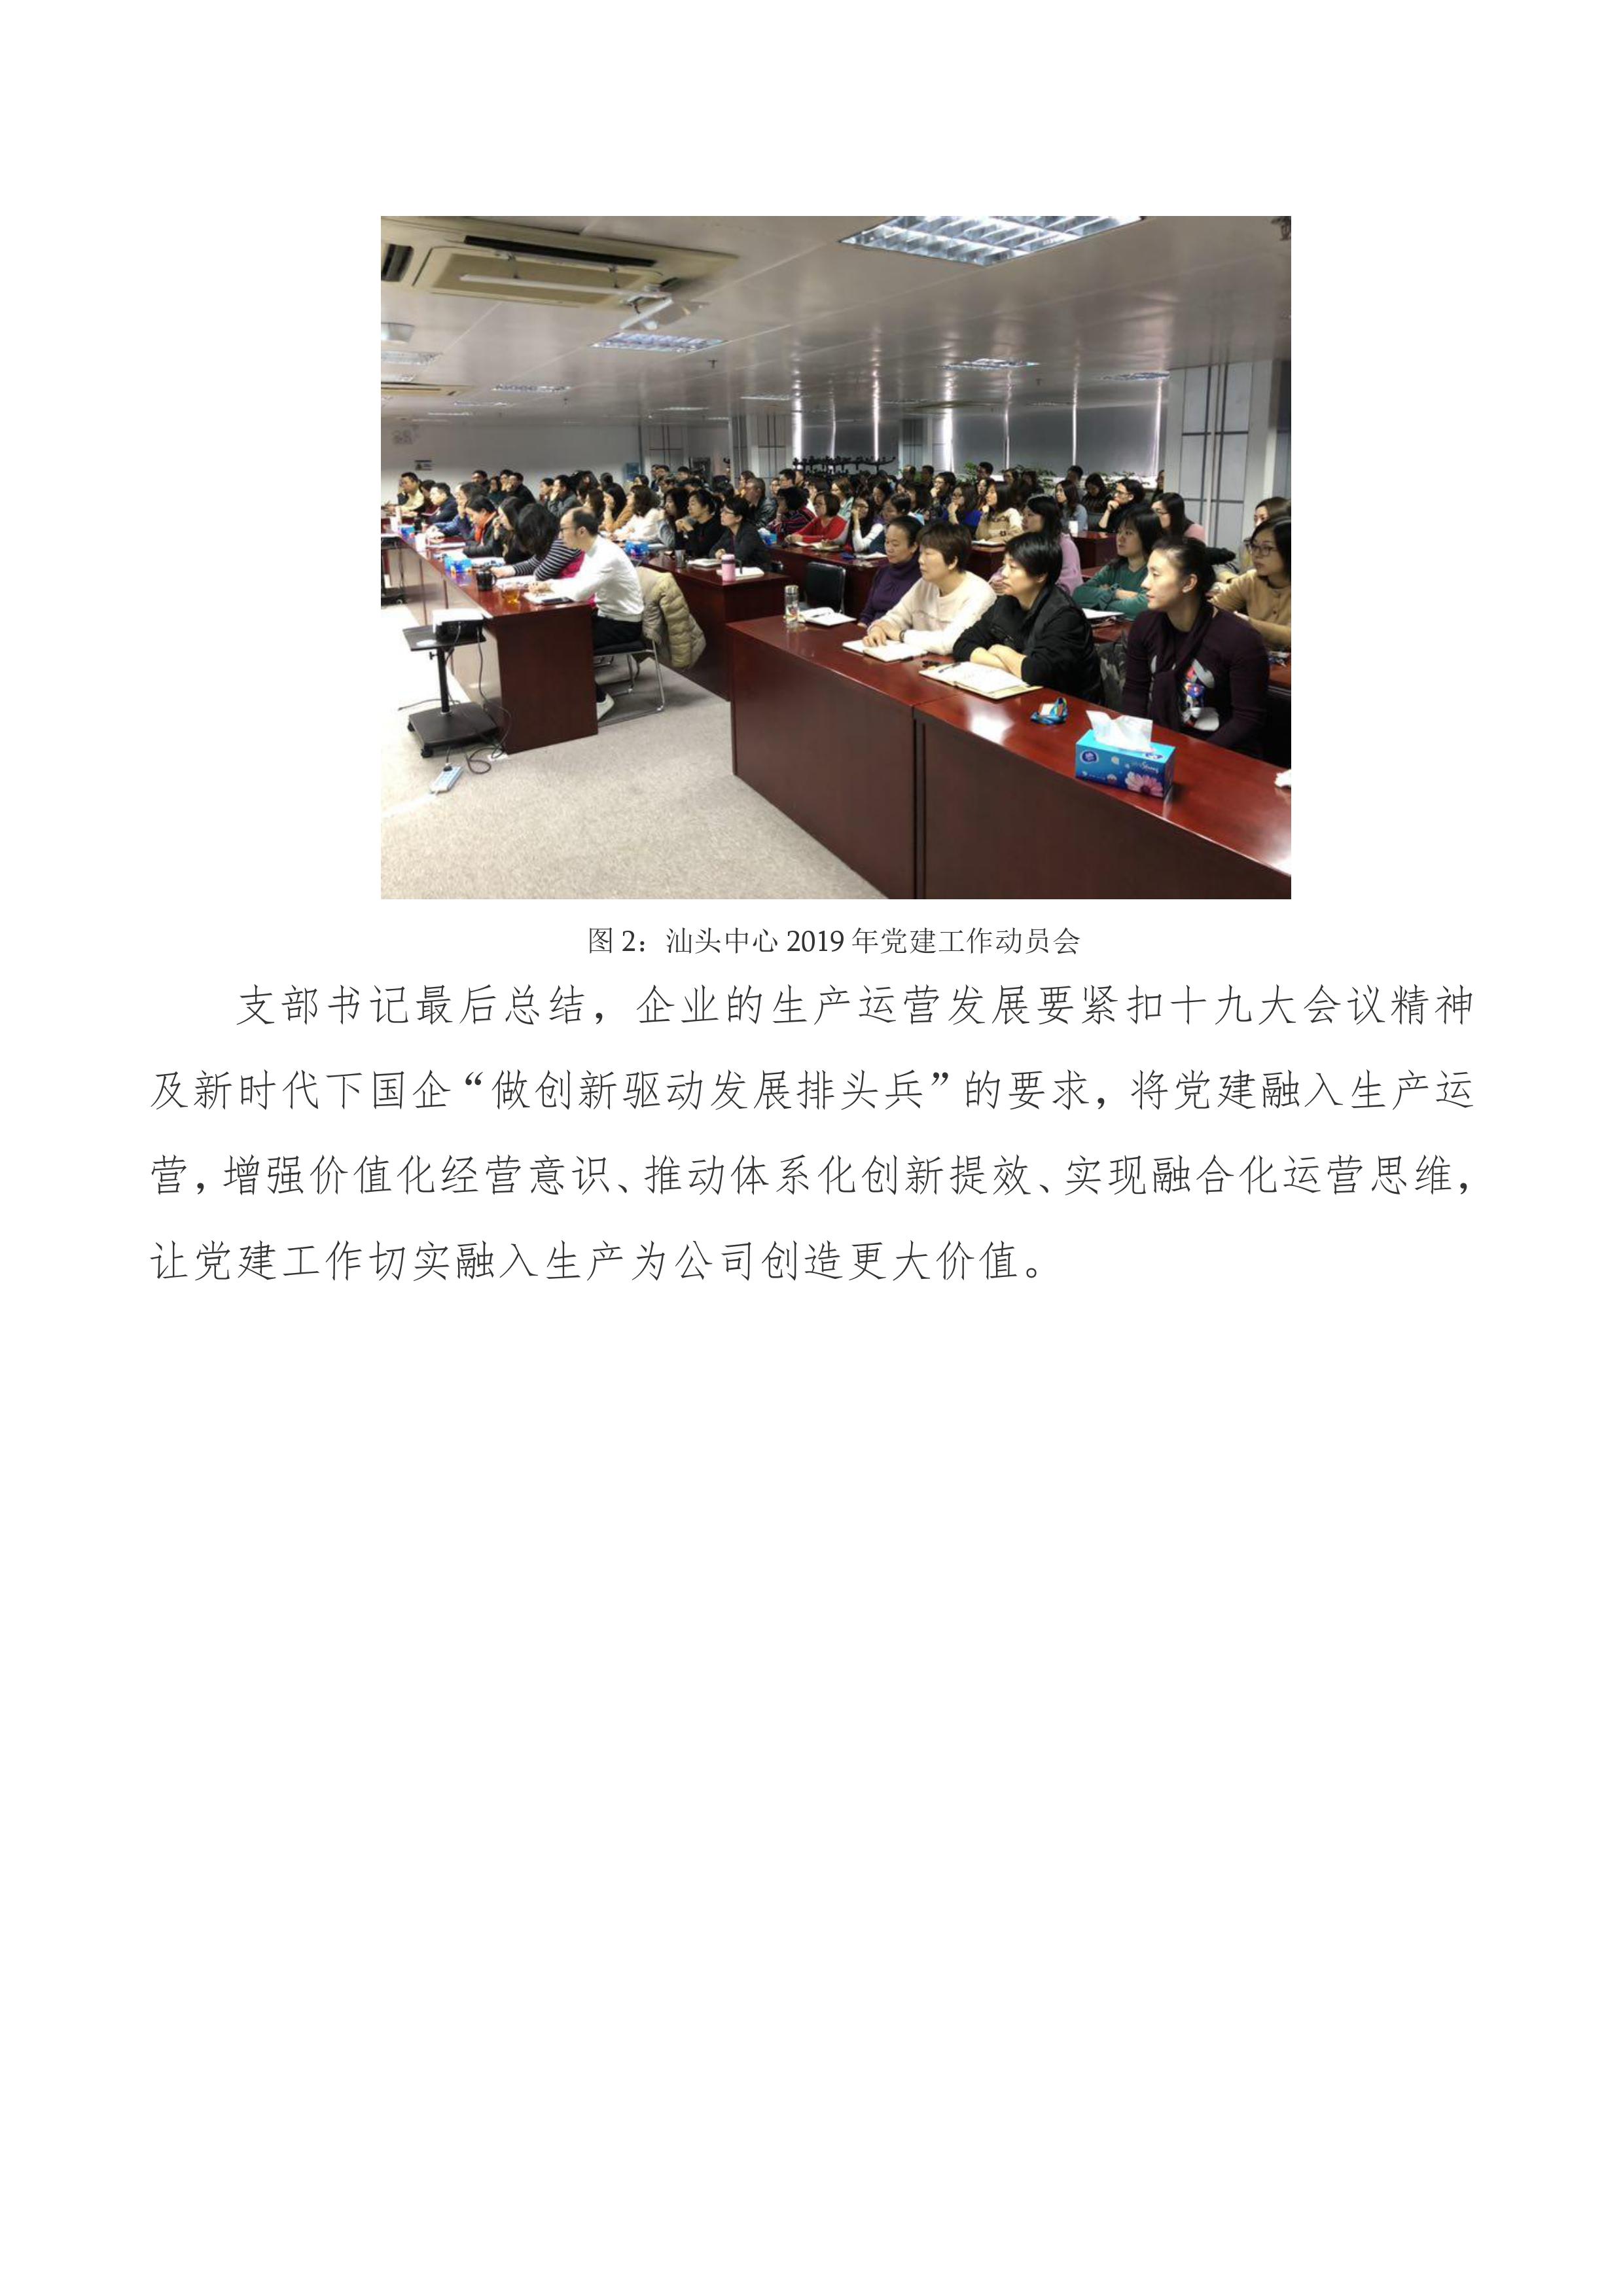 图 2：汕头中心 2019 年党建工作动员会
支部书记最后总结，企业的生产运营发展要紧扣十九大会议精神
及新时代下国企“做创新驱动发展排头兵”的要求，将党建融入生产运
营，增强价值化经营意识、推动体系化创新提效、实现融合化运营思维，
让党建工作切实融入生产为公司创造更大价值。